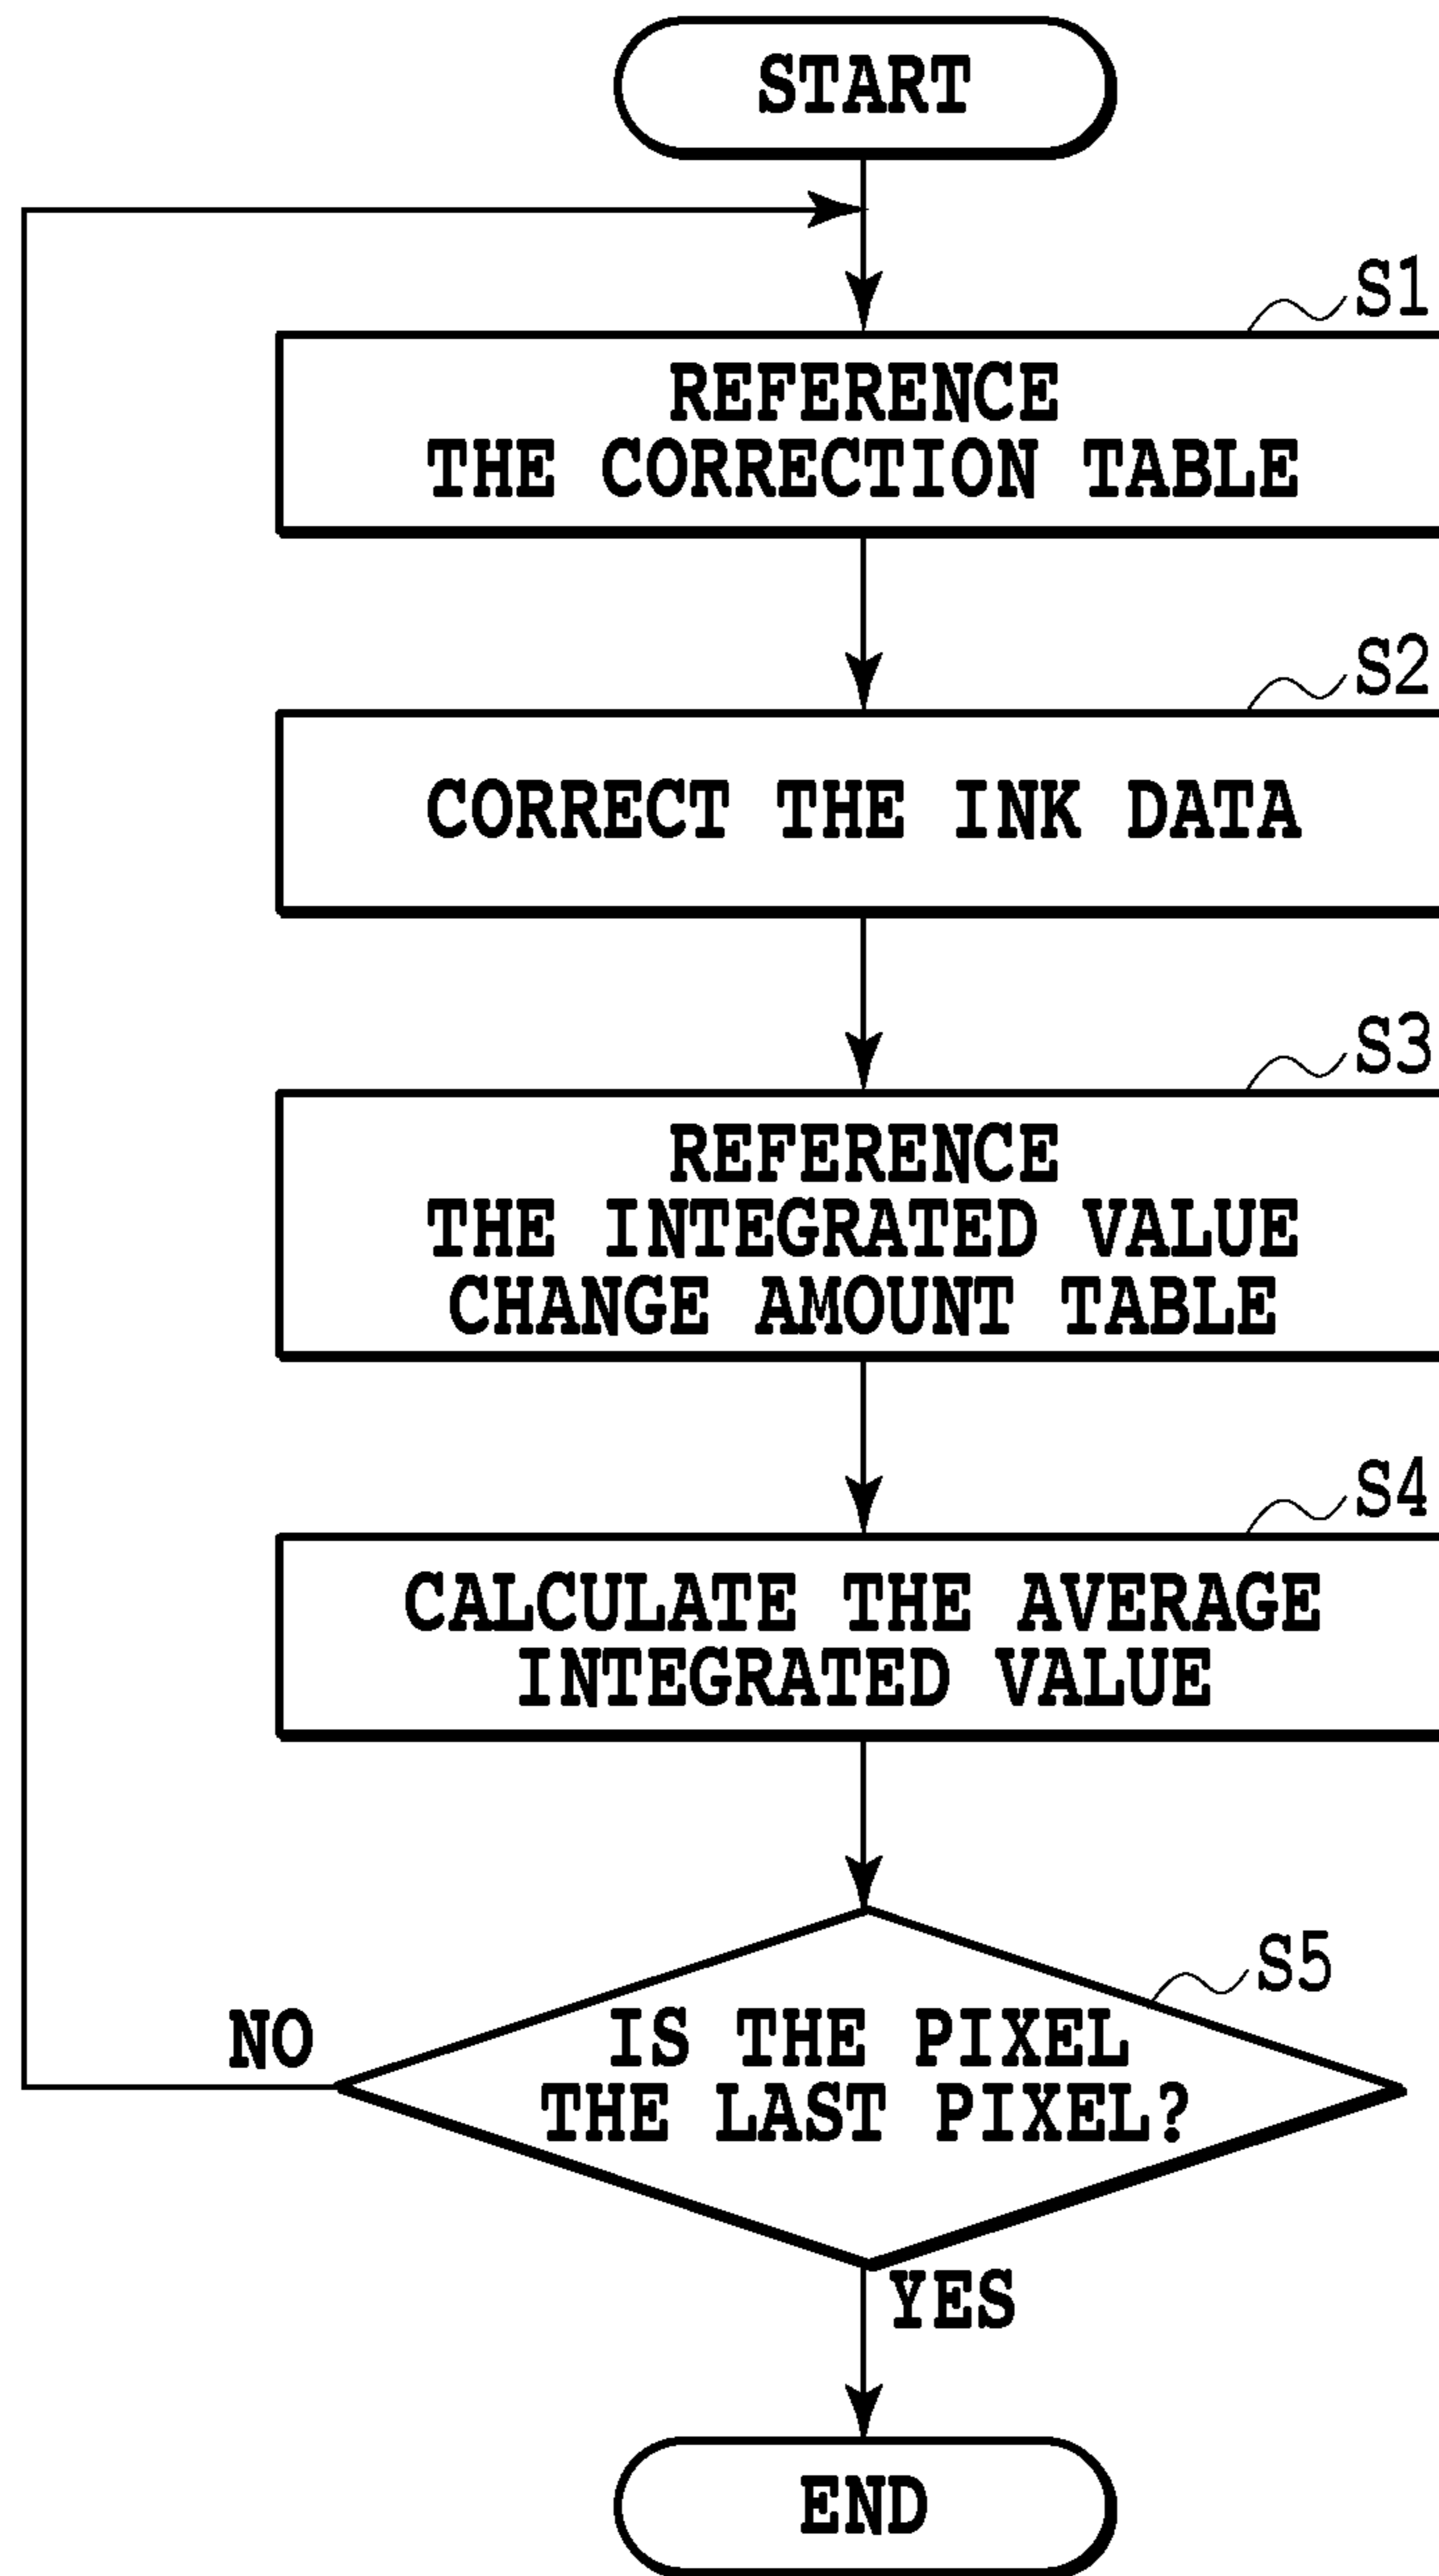 START
S1
REFERENCE
THE CORRECTION TABLE
S2
CORRECT THE INK DATA
S3
REFERENCE
THE INTEGRATED VALUE
CHANGE AMOUNT TABLE
S4
CALCULATE THE AVERAGE
INTEGRATED VALUE
S5
IS THE PIXEL
THE LAST PIXEL?
NO
YES
END